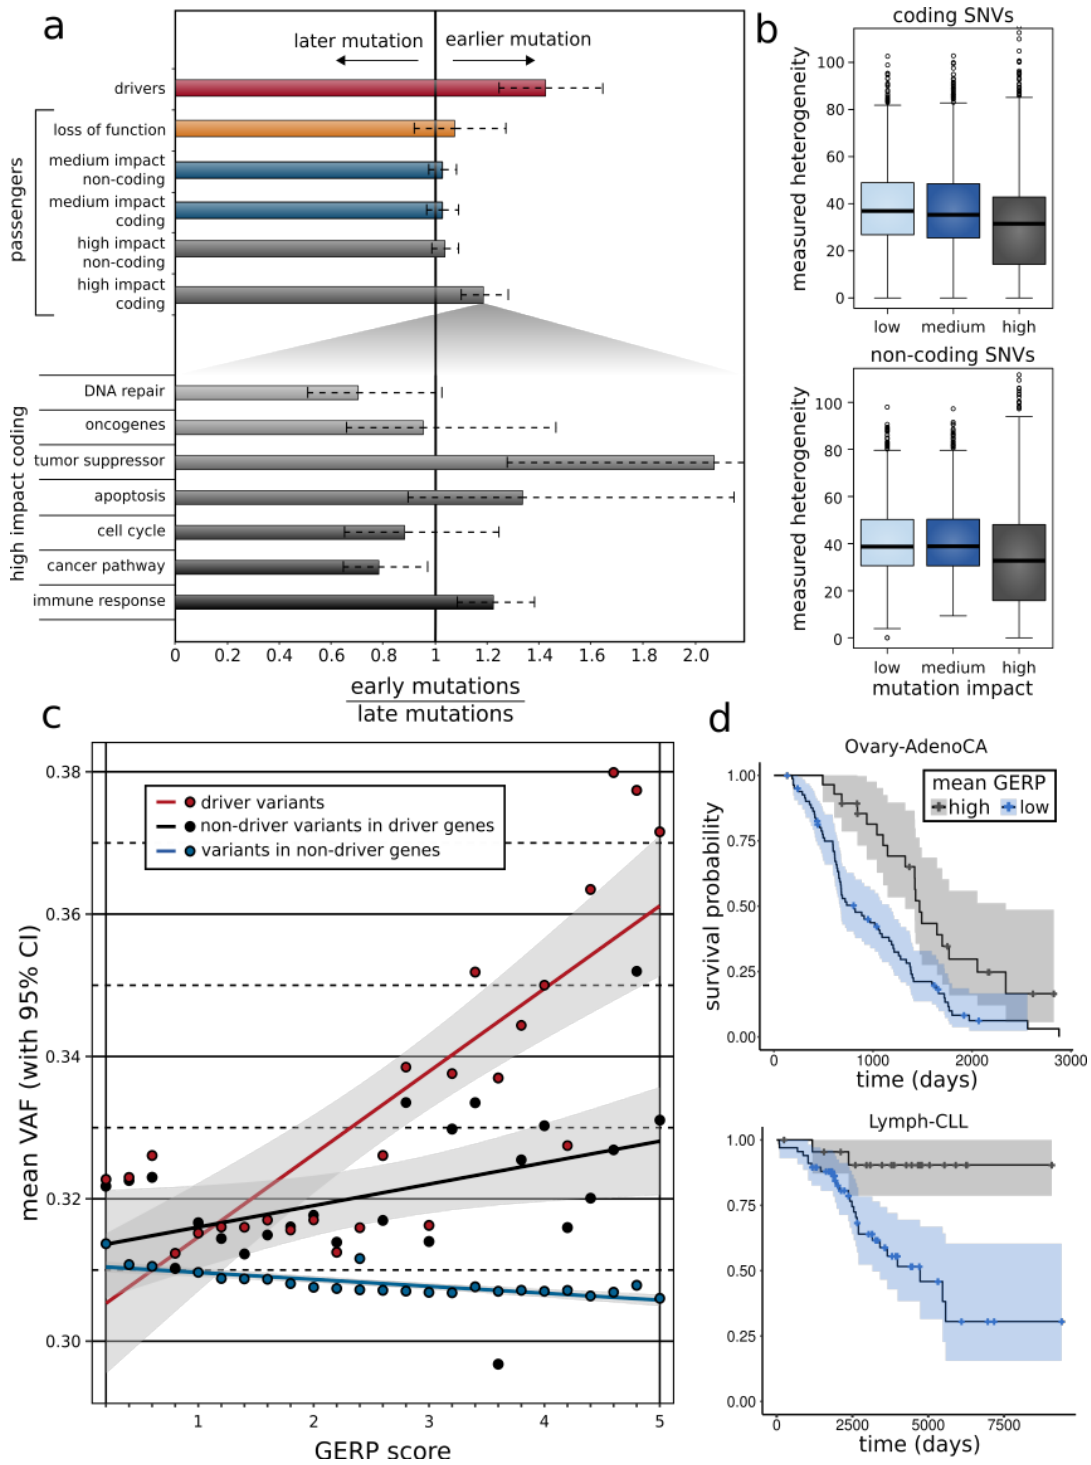 a
later mutation
earlier mutation
drivers
passengers
loss of function
medium impact
non-coding
medium impact
coding
high impact
non-coding
high impact
coding
high impact coding
DNA repair
oncogenes
tumor suppressor
apoptosis
cell cycle
cancer pathway
immune response
0 0.2 0.4 0.6 0.8 1 1.2 1.4 1.6 1.8 2.0
early mutations
late mutations
b
coding SNVs
measured heterogeneity
100
80
60
40
20
0
low medium high
non-coding SNVs
measured heterogeneity
100
80
60
40
20
0
low medium high
mutation impact
c
mean VAF (with 95% CI)
0.38
0.36
0.34
0.32
0.30
driver variants
non-driver variants in driver genes
variants in non-driver genes
1 2 3 4 5
GERP score
d
Ovary-AdenoCA
survival probability
1.00
0.75
0.50
0.25
0.00
mean GERP
high low
0 1000 2000 3000
time (days)
Lymph-CLL
1.00
0.75
0.50
0.25
0.00
0 2500 5000 7500
time (days)